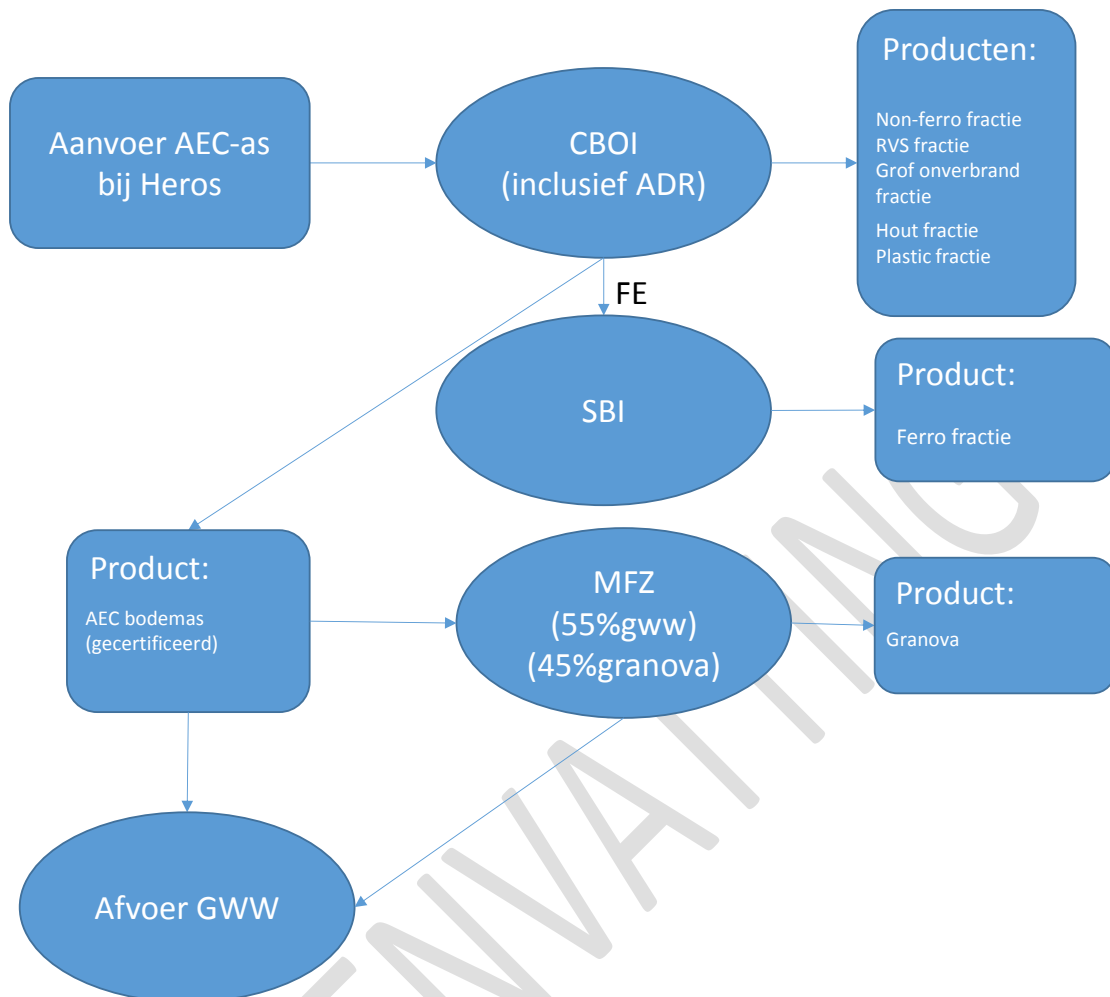 Aanvoer AEC-as
bij Heros
CBOI
(inclusief ADR)
Producten:
Non-ferro fractie
RVS fractie
Grof onverbrand
fractie
Hout fractie
Plastic fractie
FE
SBI
Product:
Ferro fractie
Product:
AEC bodemas
(gecertificeerd)
MFZ
(55%gww)
(45%granova)
Product:
Granova
Afvoer GWW